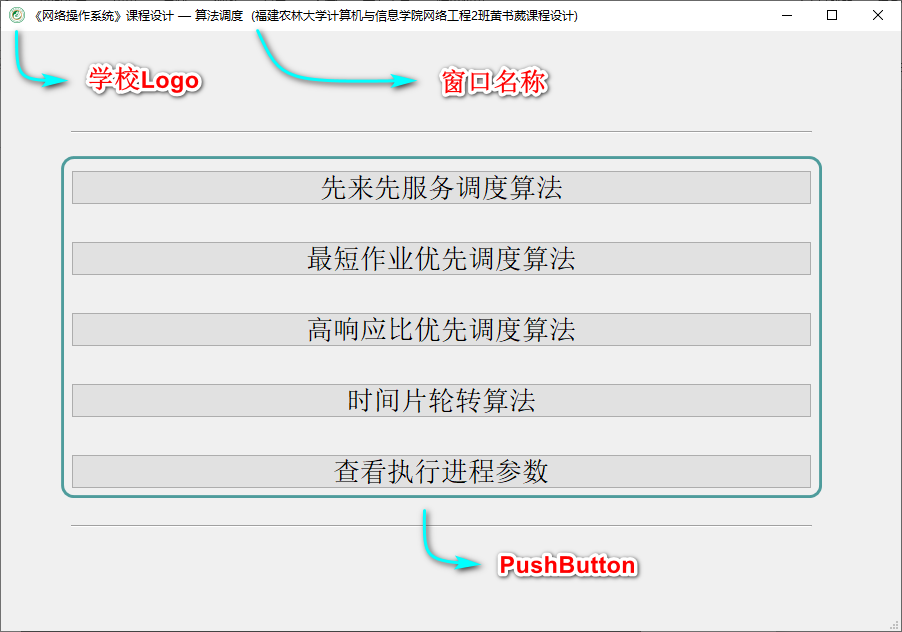 《网络操作系统》课程设计 — 算法调度 (福建农林大学计算机与信息学院网络工程2班黄书葳课程设计)
学校Logo
窗口名称
先来先服务调度算法
最短作业优先调度算法
高响应比优先调度算法
时间片轮转算法
查看执行进程参数
PushButton